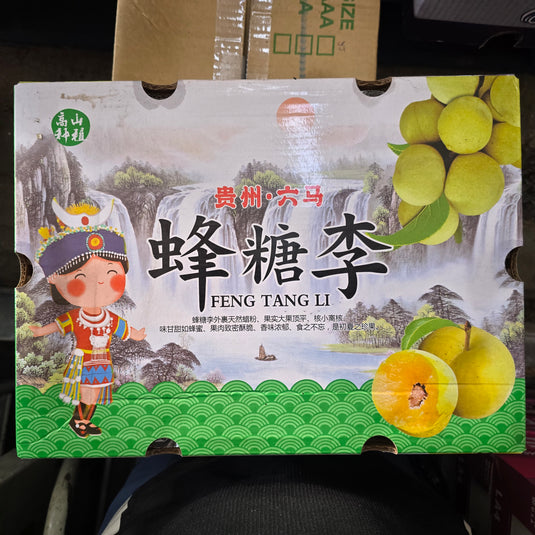 SIZE
AA
A
高山
种植
贵州·六马
蜂糖李
FENG TANG LI
蜂糖李外裹天然蜡粉、果实大果顶平、核小离核
味甘甜如蜂蜜、果肉致密酥脆、香味浓郁、食之不忘，是初夏之珍果